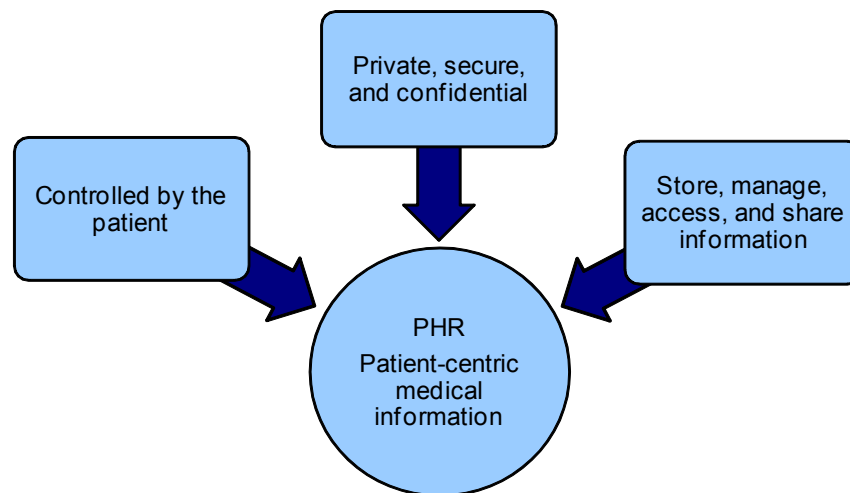 Private, secure,
and confidential
Controlled by the
patient
Store, manage,
access, and share
information
PHR
Patient-centric
medical
information